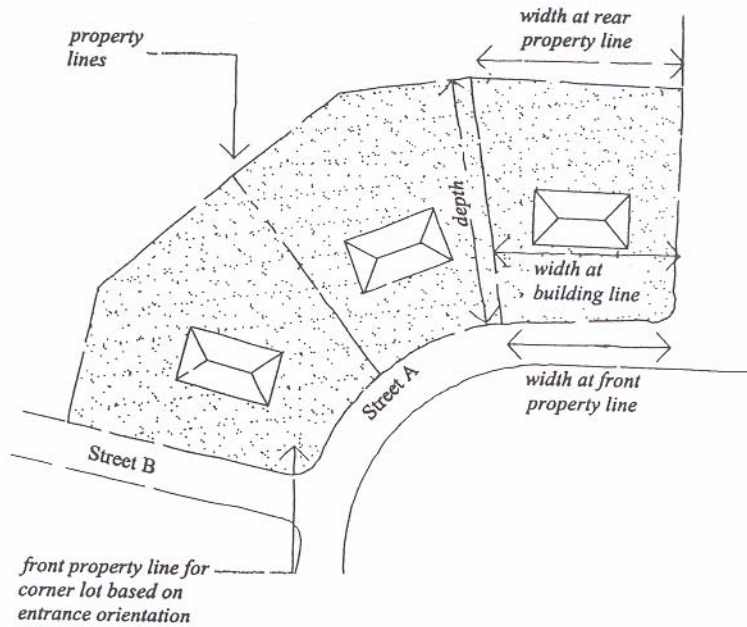 width at rear
property line
property
lines
depth
width at
building line
width at front
property line
Street A
Street B
front property line for
corner lot based on
entrance orientation